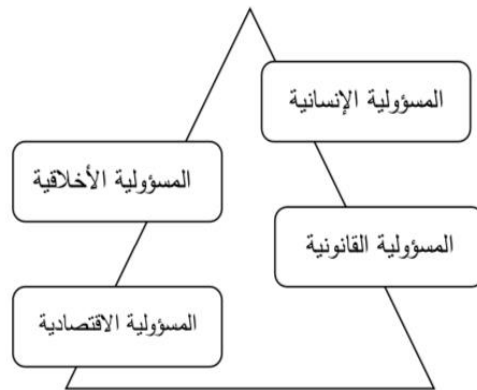 المسؤولية الإنسانية
المسؤولية الأخلاقية
المسؤولية القانونية
المسؤولية الاقتصادية